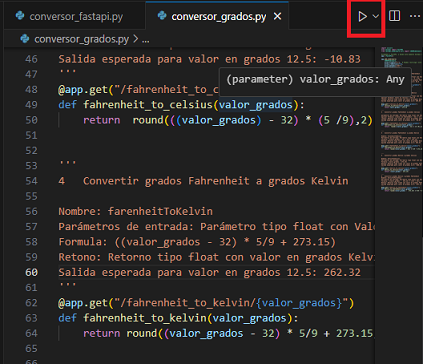 conversor_fastapi.py
conversor_grados.py
conversor_grados.py > ...
46 Salida esperada para valor en grados 12.5: -10.83
47 '''
(parameter) valor_grados: Any
48 @app.get("/fahrenheit_to_c
49 def fahrenheit_to_celsius(valor_grados):
50 return round(((valor_grados) - 32) * (5 /9),2)
51
52
53 '''
54 4 Convertir grados Fahrenheit a grados Kelvin
55
56 Nombre: farenheitToKelvin
57 Parámetros de entrada: Parámetro tipo float con Val
58 Formula: ((valor_grados - 32) * 5/9 + 273.15)
59 Retono: Retorno tipo float con valor en grados Kelv
60 Salida esperada para valor en grados 12.5: 262.32
61 '''
62 @app.get("/fahrenheit_to_kelvin/{valor_grados}")
63 def fahrenheit_to_kelvin(valor_grados):
64 return round((valor_grados - 32) * 5/9 + 273.15
65